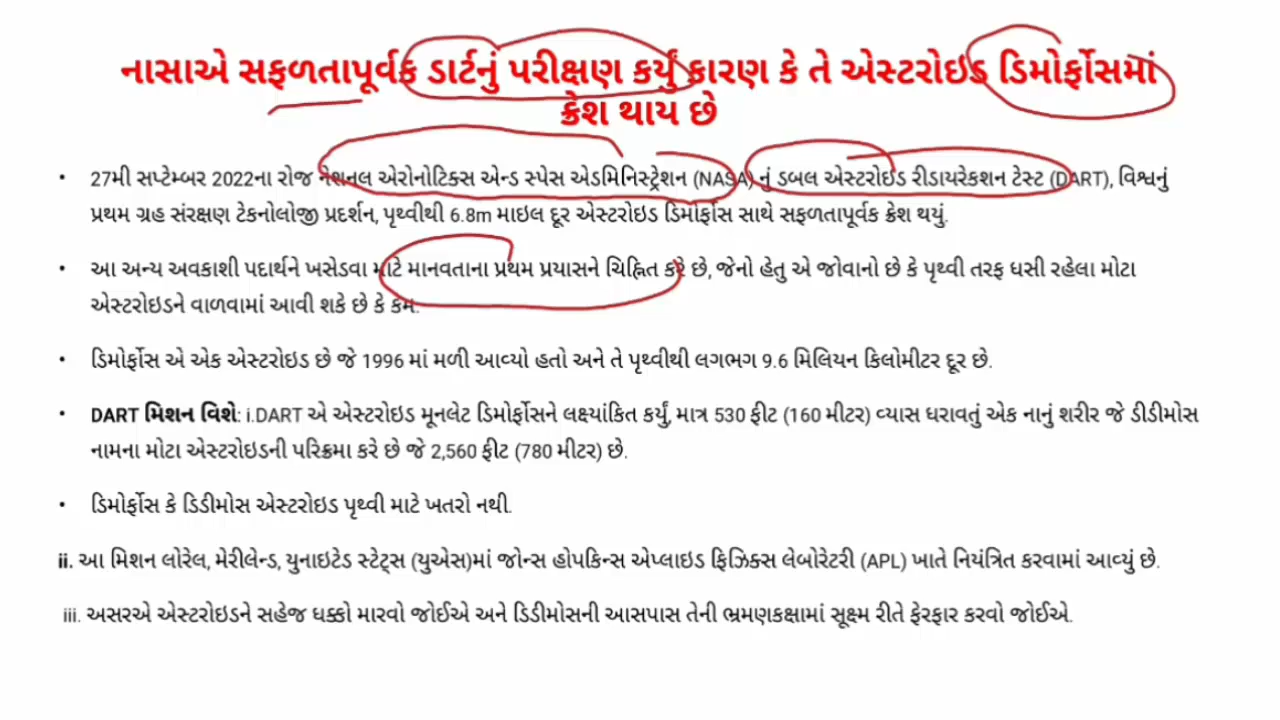 નાસાએ સફળતાપૂર્વક ડાર્ટનું પરીક્ષણ કર્યું કારણ કે તે એસ્ટરોઇડ ડિમોર્ફોસમાં
ક્રેશ થાય છે
• 27મી સપ્ટેમ્બર 2022ના રોજ નેશનલ એરોનોટિક્સ એન્ડ સ્પેસ એડમિનિસ્ટ્રેશન (NASA) નું ડબલ એસ્ટરોઇડ રીડાયરેકશન ટેસ્ટ (DART), વિશ્વનું
પ્રથમ ગ્રહ સંરક્ષણ ટેકનોલોજી પ્રદર્શન, પૃથ્વીથી 6.8m માઇલ દૂર એસ્ટરોઇડ ડિમોર્ફોસ સાથે સફળતાપૂર્વક ક્રેશ થયું.
• આ અન્ય અવકાશી પદાર્થને ખસેડવા માટે માનવતાના પ્રથમ પ્રયાસને ચિહ્નિત કરે છે, જેનો હેતુ એ જોવાનો છે કે પૃથ્વી તરફ ધસી રહેલા મોટા
એસ્ટરોઇડને વાળવામાં આવી શકે છે કે કેમ.
• ડિમોર્ફોસ એ એક એસ્ટરોઇડ છે જે 1996 માં મળી આવ્યો હતો અને તે પૃથ્વીથી લગભગ 9.6 મિલિયન કિલોમીટર દૂર છે.
• DART મિશન વિશે: i.DART એ એસ્ટરોઇડ મૂનલેટ ડિમોર્ફોસને લક્ષ્યાંકિત કર્યું, માત્ર 530 ફીટ (160 મીટર) વ્યાસ ધરાવતું એક નાનું શરીર જે ડીડીમોસ
નામના મોટા એસ્ટરોઇડની પરિક્રમા કરે છે જે 2,560 ફીટ (780 મીટર) છે.
• ડિમોર્ફોસ કે ડિડીમોસ એસ્ટરોઇડ પૃથ્વી માટે ખતરો નથી.
ii. આ મિશન લોરેલ, મેરીલેન્ડ, યુનાઇટેડ સ્ટેટ્સ (યુએસ)માં જોન્સ હોપકિન્સ એપ્લાઇડ ફિઝિક્સ લેબોરેટરી (APL) ખાતે નિયંત્રિત કરવામાં આવ્યું છે.
iii. અસરએ એસ્ટરોઇડને સહેજ ધક્કો મારવો જોઈએ અને ડિડીમોસની આસપાસ તેની ભ્રમણકક્ષામાં સૂક્ષ્મ રીતે ફેરફાર કરવો જોઈએ.